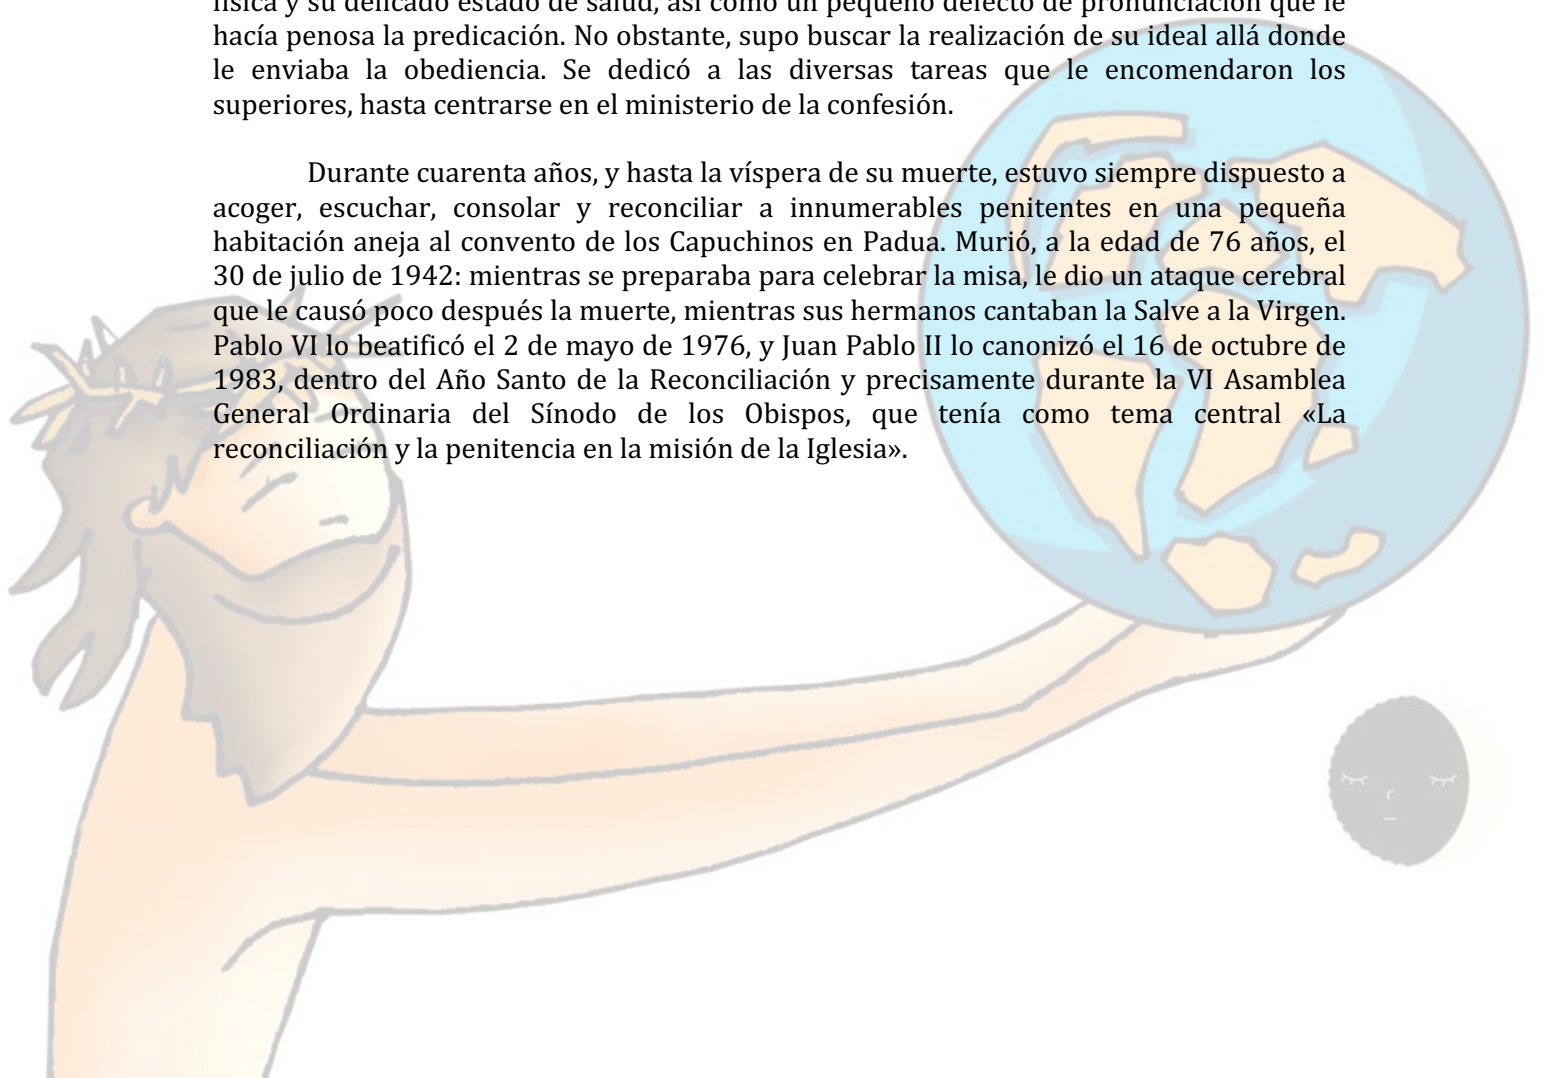 física y su delicado estado de salud, así como un pequeño defecto de pronunciación que le
hacía penosa la predicación. No obstante, supo buscar la realización de su ideal allá donde
le enviaba la obediencia. Se dedicó a las diversas tareas que le encomendaron los
superiores, hasta centrarse en el ministerio de la confesión.
Durante cuarenta años, y hasta la víspera de su muerte, estuvo siempre dispuesto a
acoger, escuchar, consolar y reconciliar a innumerables penitentes en una pequeña
habitación aneja al convento de los Capuchinos en Padua. Murió, a la edad de 76 años, el
30 de julio de 1942: mientras se preparaba para celebrar la misa, le dio un ataque cerebral
que le causó poco después la muerte, mientras sus hermanos cantaban la Salve a la Virgen.
Pablo VI lo beatificó el 2 de mayo de 1976, y Juan Pablo II lo canonizó el 16 de octubre de
1983, dentro del Año Santo de la Reconciliación y precisamente durante la VI Asamblea
General Ordinaria del Sínodo de los Obispos, que tenía como tema central «La
reconciliación y la penitencia en la misión de la Iglesia».